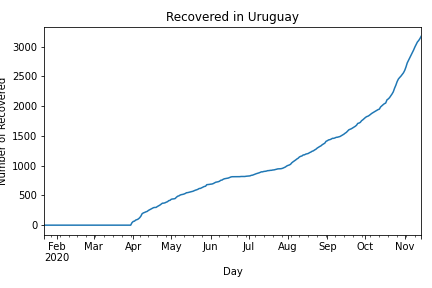 Recovered in Uruguay
Number of Recovered
3000
2500
2000
1500
1000
500
0
Feb Mar Apr May Jun Jul Aug Sep Oct Nov
2020
Day